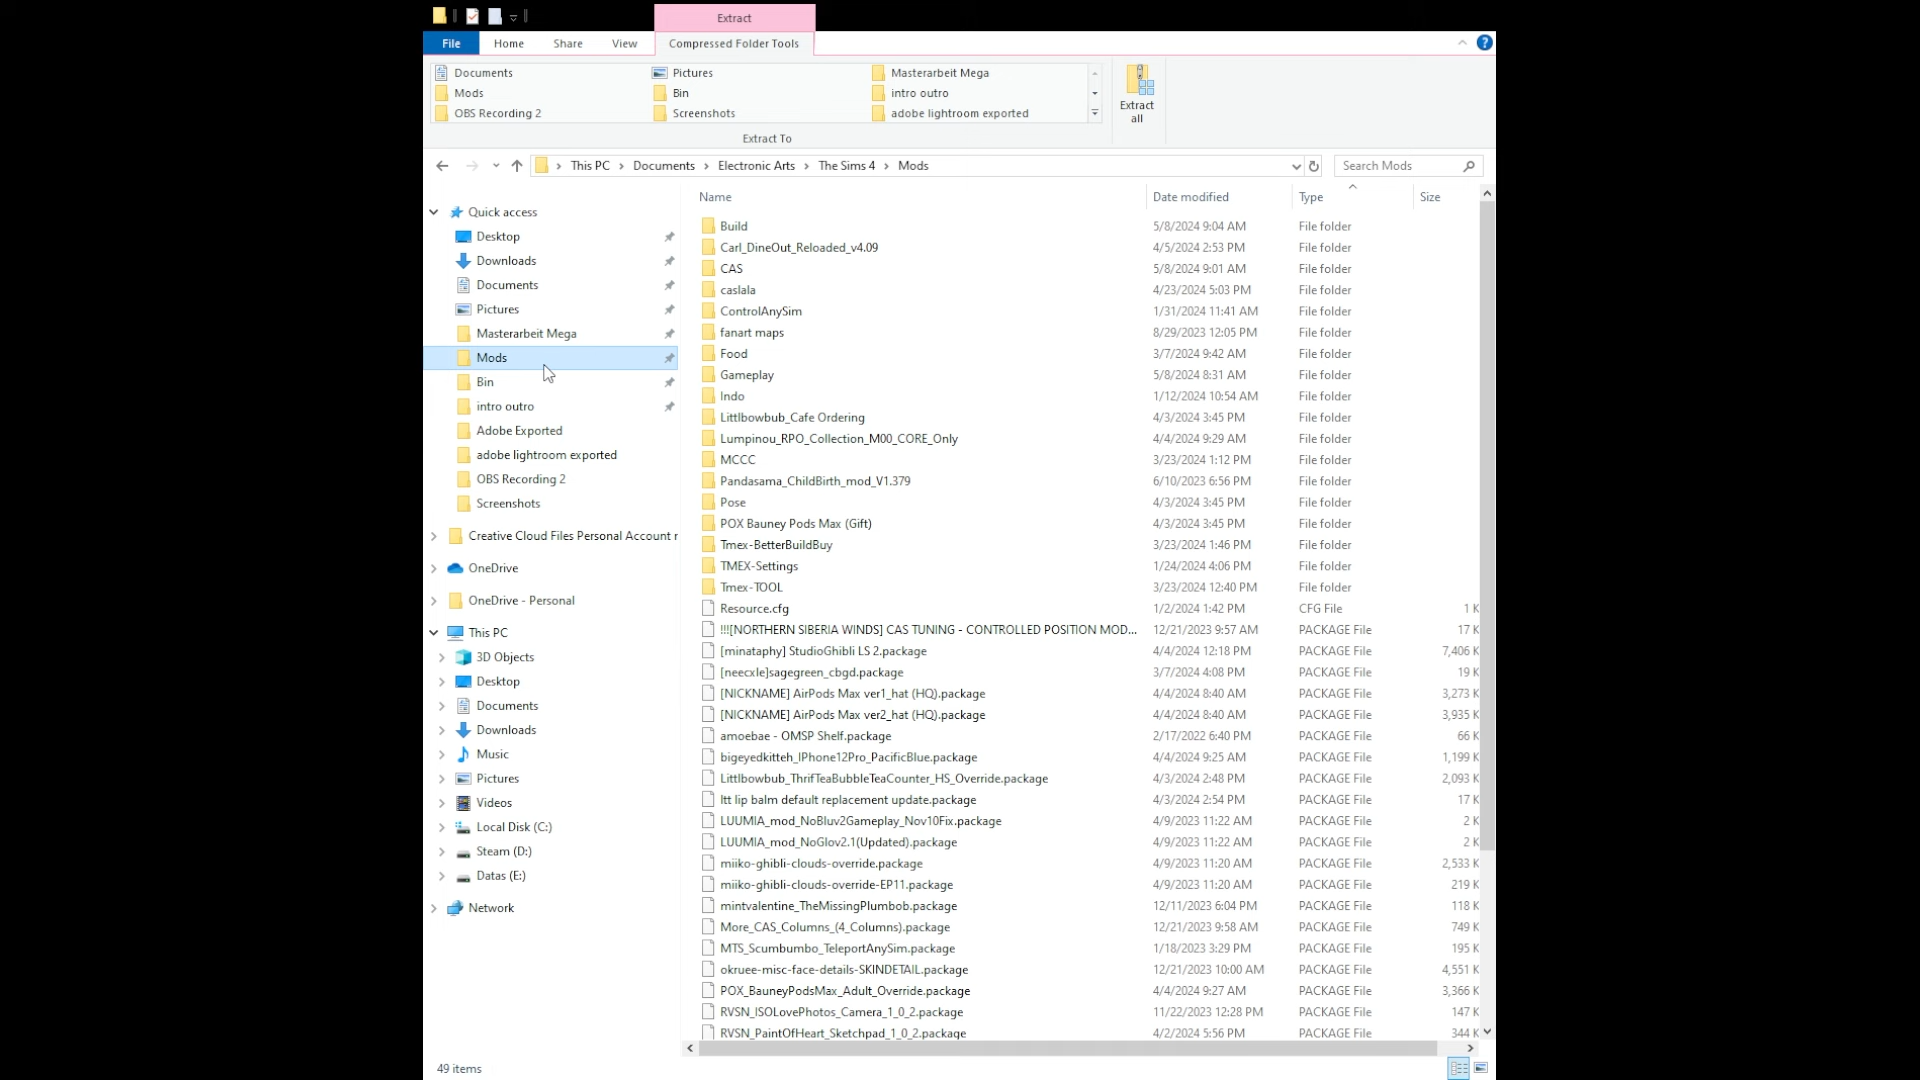 Extract
File Home Share View Compressed Folder Tools
Documents Pictures Masterarbeit Mega
Mods Bin intro outro
OBS Recording 2 Screenshots adobe lightroom exported
Extract all
Extract To
This PC Documents Electronic Arts The Sims 4 Mods Search Mods
Name Date modified Type Size
Quick access
Desktop
Downloads
Documents
Pictures
Masterarbeit Mega
Mods
Bin
intro outro
Adobe Exported
adobe lightroom exported
OBS Recording 2
Screenshots
Creative Cloud Files Personal Account
OneDrive
OneDrive - Personal
This PC
3D Objects
Desktop
Documents
Downloads
Music
Pictures
Videos
Local Disk (C:)
Steam (D:)
Datas (E:)
Network
Build 5/8/2024 9:04 AM File folder
Carl_DineOut_Reloaded_v4.09 4/5/2024 2:53 PM File folder
CAS 5/8/2024 9:01 AM File folder
caslala 4/23/2024 5:03 PM File folder
ControlAnySim 1/31/2024 11:41 AM File folder
fanart maps 8/29/2023 12:05 PM File folder
Food 3/7/2024 9:42 AM File folder
Gameplay 5/8/2024 8:31 AM File folder
Indo 1/12/2024 10:54 AM File folder
Littlbowbub_Cafe Ordering 4/3/2024 3:45 PM File folder
Lumpinou_RPO_Collection_M00_CORE_Only 4/4/2024 9:29 AM File folder
MCCC 3/23/2024 1:12 PM File folder
Pandasama_ChildBirth_mod_V1.379 6/10/2023 6:56 PM File folder
Pose 4/3/2024 3:45 PM File folder
POX Bauney Pods Max (Gift) 4/3/2024 3:45 PM File folder
Tmex-BetterBuildBuy 3/23/2024 1:46 PM File folder
TMEX-Settings 1/24/2024 4:06 PM File folder
Tmex-TOOL 3/23/2024 12:40 PM File folder
Resource.cfg 1/2/2024 1:42 PM CFG File 1 K
!!![NORTHERN SIBERIA WINDS] CAS TUNING - CONTROLLED POSITION MOD... 12/21/2023 9:57 AM PACKAGE File 17 K
[minataphy] StudioGhibli LS 2.package 4/4/2024 12:18 PM PACKAGE File 7,406 K
[neecxle]sagegreen_cbgd.package 3/7/2024 4:08 PM PACKAGE File 19 K
[NICKNAME] AirPods Max ver1_hat (HQ).package 4/4/2024 8:40 AM PACKAGE File 3,273 K
[NICKNAME] AirPods Max ver2_hat (HQ).package 4/4/2024 8:40 AM PACKAGE File 3,935 K
amoebae - OMSP Shelf.package 2/17/2022 6:40 PM PACKAGE File 66 K
bigeyedkitteh_IPhone12Pro_PacificBlue.package 4/4/2024 9:25 AM PACKAGE File 1,199 K
Littlbowbub_ThrifTeaBubbleTeaCounter_HS_Override.package 4/3/2024 2:48 PM PACKAGE File 2,093 K
ltt lip balm default replacement update.package 4/3/2024 2:54 PM PACKAGE File 17 K
LUUMIA_mod_NoBluv2Gameplay_Nov10Fix.package 4/9/2023 11:22 AM PACKAGE File 2 K
LUUMIA_mod_NoGlov2.1(Updated).package 4/9/2023 11:22 AM PACKAGE File 2 K
miiko-ghibli-clouds-override.package 4/9/2023 11:20 AM PACKAGE File 2,533 K
miiko-ghibli-clouds-override-EP11.package 4/9/2023 11:20 AM PACKAGE File 219 K
mintvalentine_TheMissingPlumbob.package 12/11/2023 6:04 PM PACKAGE File 118 K
More_CAS_Columns_(4_Columns).package 12/21/2023 9:58 AM PACKAGE File 749 K
MTS_Scumbumbo_TeleportAnySim.package 1/18/2023 3:29 PM PACKAGE File 195 K
okruee-misc-face-details-SKINDETAIL.package 12/21/2023 10:00 AM PACKAGE File 4,551 K
POX_BauneyPodsMax_Adult_Override.package 4/4/2024 9:27 AM PACKAGE File 3,366 K
RVSN_ISOLovePhotos_Camera_1_0_2.package 11/22/2023 12:28 PM PACKAGE File 147 K
RVSN_PaintOfHeart_Sketchpad_1_0_2.package 4/2/2024 5:56 PM PACKAGE File 344 K
49 items